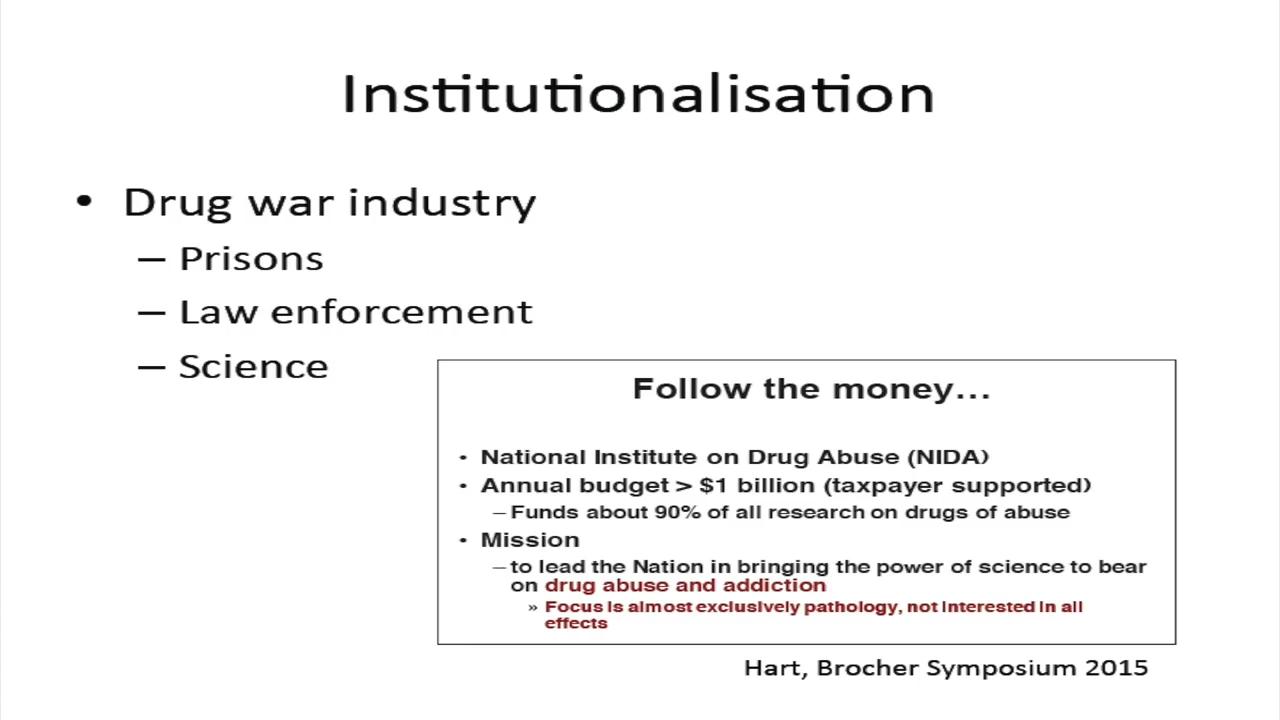 Institutionalisation
• Drug war industry
– Prisons
– Law enforcement
– Science
Follow the money...
• National Institute on Drug Abuse (NIDA)
• Annual budget > $1 billion (taxpayer supported)
– Funds about 90% of all research on drugs of abuse
• Mission
– to lead the Nation in bringing the power of science to bear
on drug abuse and addiction
» Focus is almost exclusively pathology, not interested in all
effects
Hart, Brocher Symposium 2015